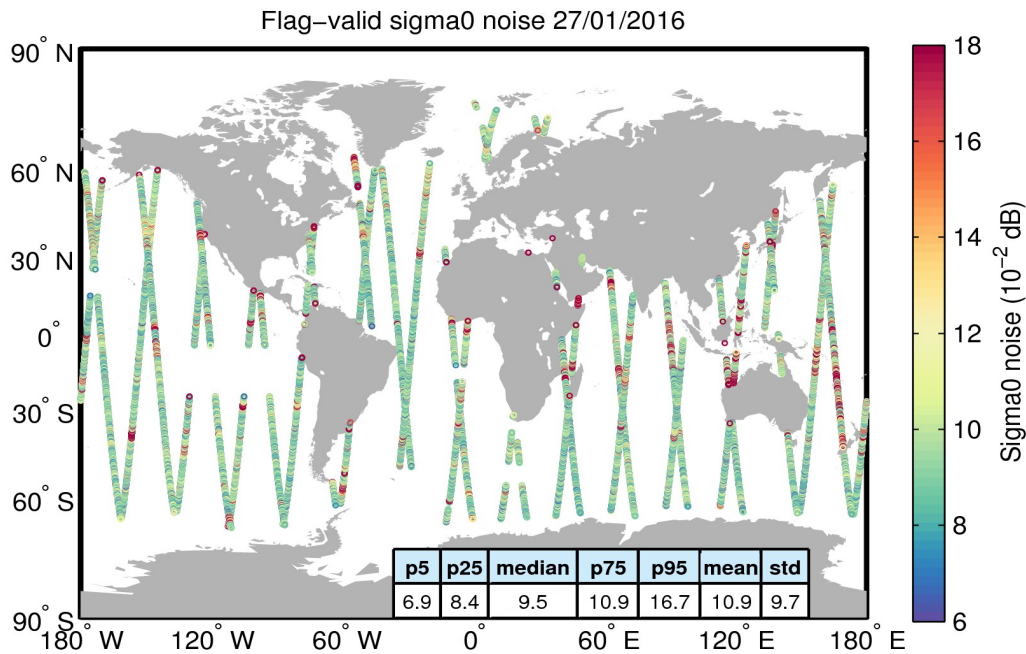 Flag−valid sigma0 noise 27/01/2016
90° N
60° N
30° N
0°
30° S
60° S
90° S
180° W
120° W
60° W
0°
60° E
120° E
180° E
p5 p25 median p75 p95 mean std
6.9 8.4 9.5 10.9 16.7 10.9 9.7
18
16
14
12
10
8
6
Sigma0 noise (10⁻² dB)